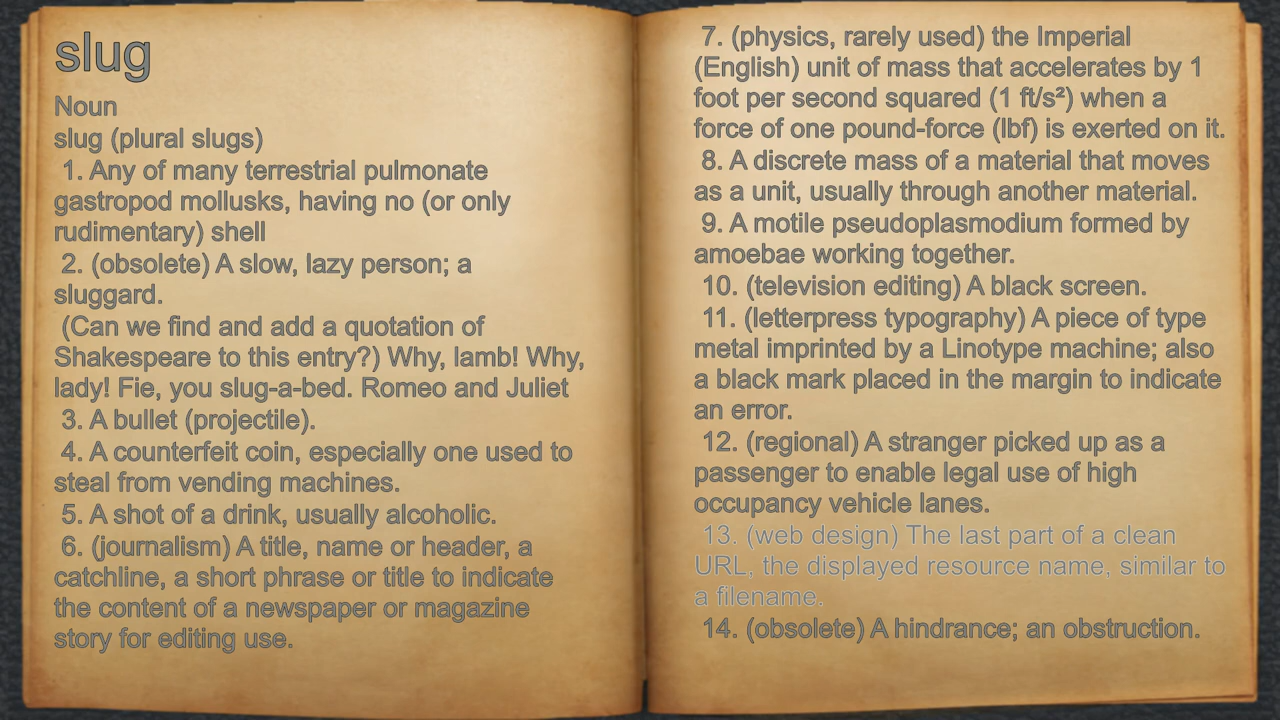 slug
Noun
slug (plural slugs)
1. Any of many terrestrial pulmonate
gastropod mollusks, having no (or only
rudimentary) shell
2. (obsolete) A slow, lazy person; a
sluggard.
(Can we find and add a quotation of
Shakespeare to this entry?) Why, lamb! Why,
lady! Fie, you slug-a-bed. Romeo and Juliet
3. A bullet (projectile).
4. A counterfeit coin, especially one used to
steal from vending machines.
5. A shot of a drink, usually alcoholic.
6. (journalism) A title, name or header, a
catchline, a short phrase or title to indicate
the content of a newspaper or magazine
story for editing use.
7. (physics, rarely used) the Imperial
(English) unit of mass that accelerates by 1
foot per second squared (1 ft/s²) when a
force of one pound-force (lbf) is exerted on it.
8. A discrete mass of a material that moves
as a unit, usually through another material.
9. A motile pseudoplasmodium formed by
amoebae working together.
10. (television editing) A black screen.
11. (letterpress typography) A piece of type
metal imprinted by a Linotype machine; also
a black mark placed in the margin to indicate
an error.
12. (regional) A stranger picked up as a
passenger to enable legal use of high
occupancy vehicle lanes.
13. (web design) The last part of a clean
URL, the displayed resource name, similar to
a filename.
14. (obsolete) A hindrance; an obstruction.